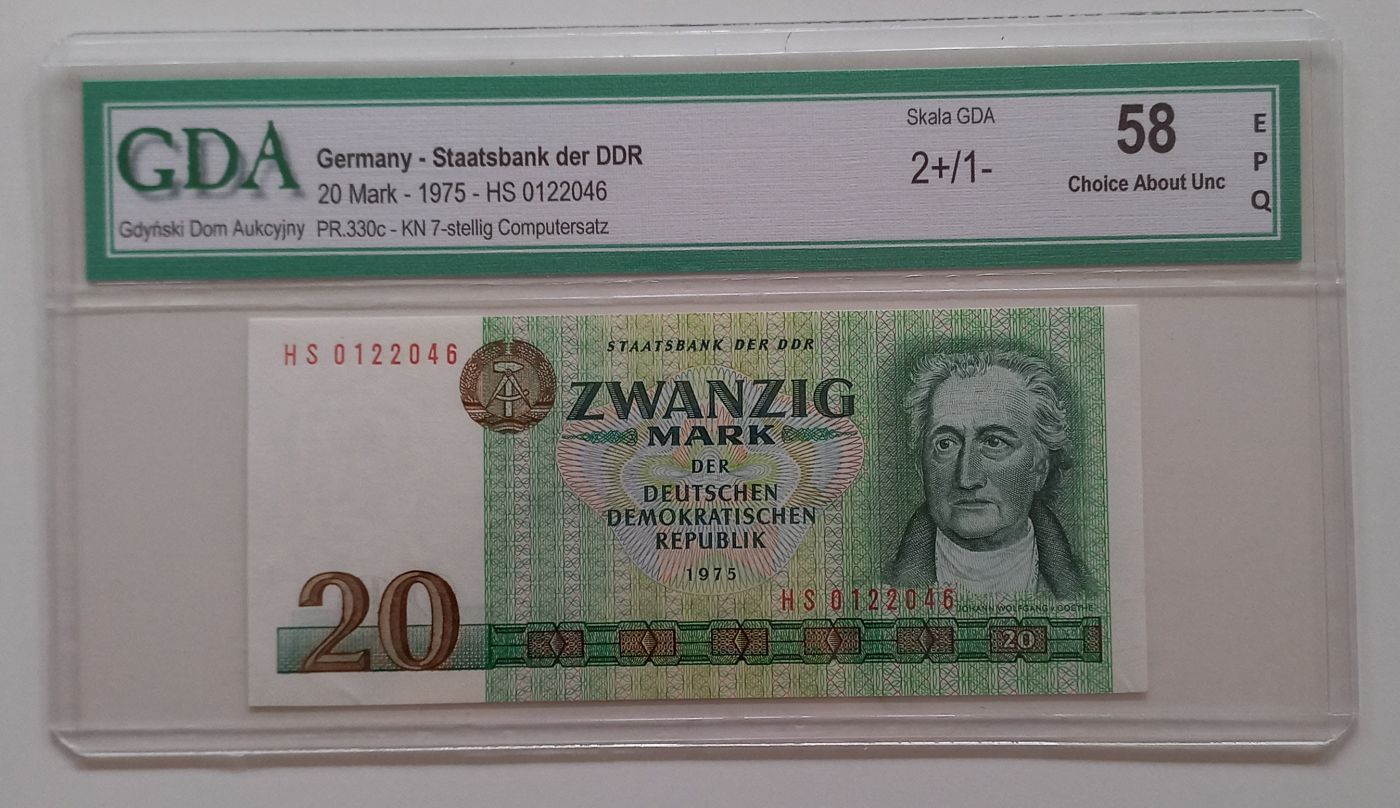 GDA
Gdyński Dom Aukcyjny
Germany - Staatsbank der DDR
20 Mark - 1975 - HS 0122046
PR.330c - KN 7-stellig Computersatz
Skala GDA
2+/1-
58
Choice About Unc
EPQ
HS 0122046
STAATSBANK DER DDR
ZWANZIG
MARK
DER
DEUTSCHEN
DEMOKRATISCHEN
REPUBLIK
1975
HS 0122046
JOHANN WOLFGANG v. GOETHE
20
20